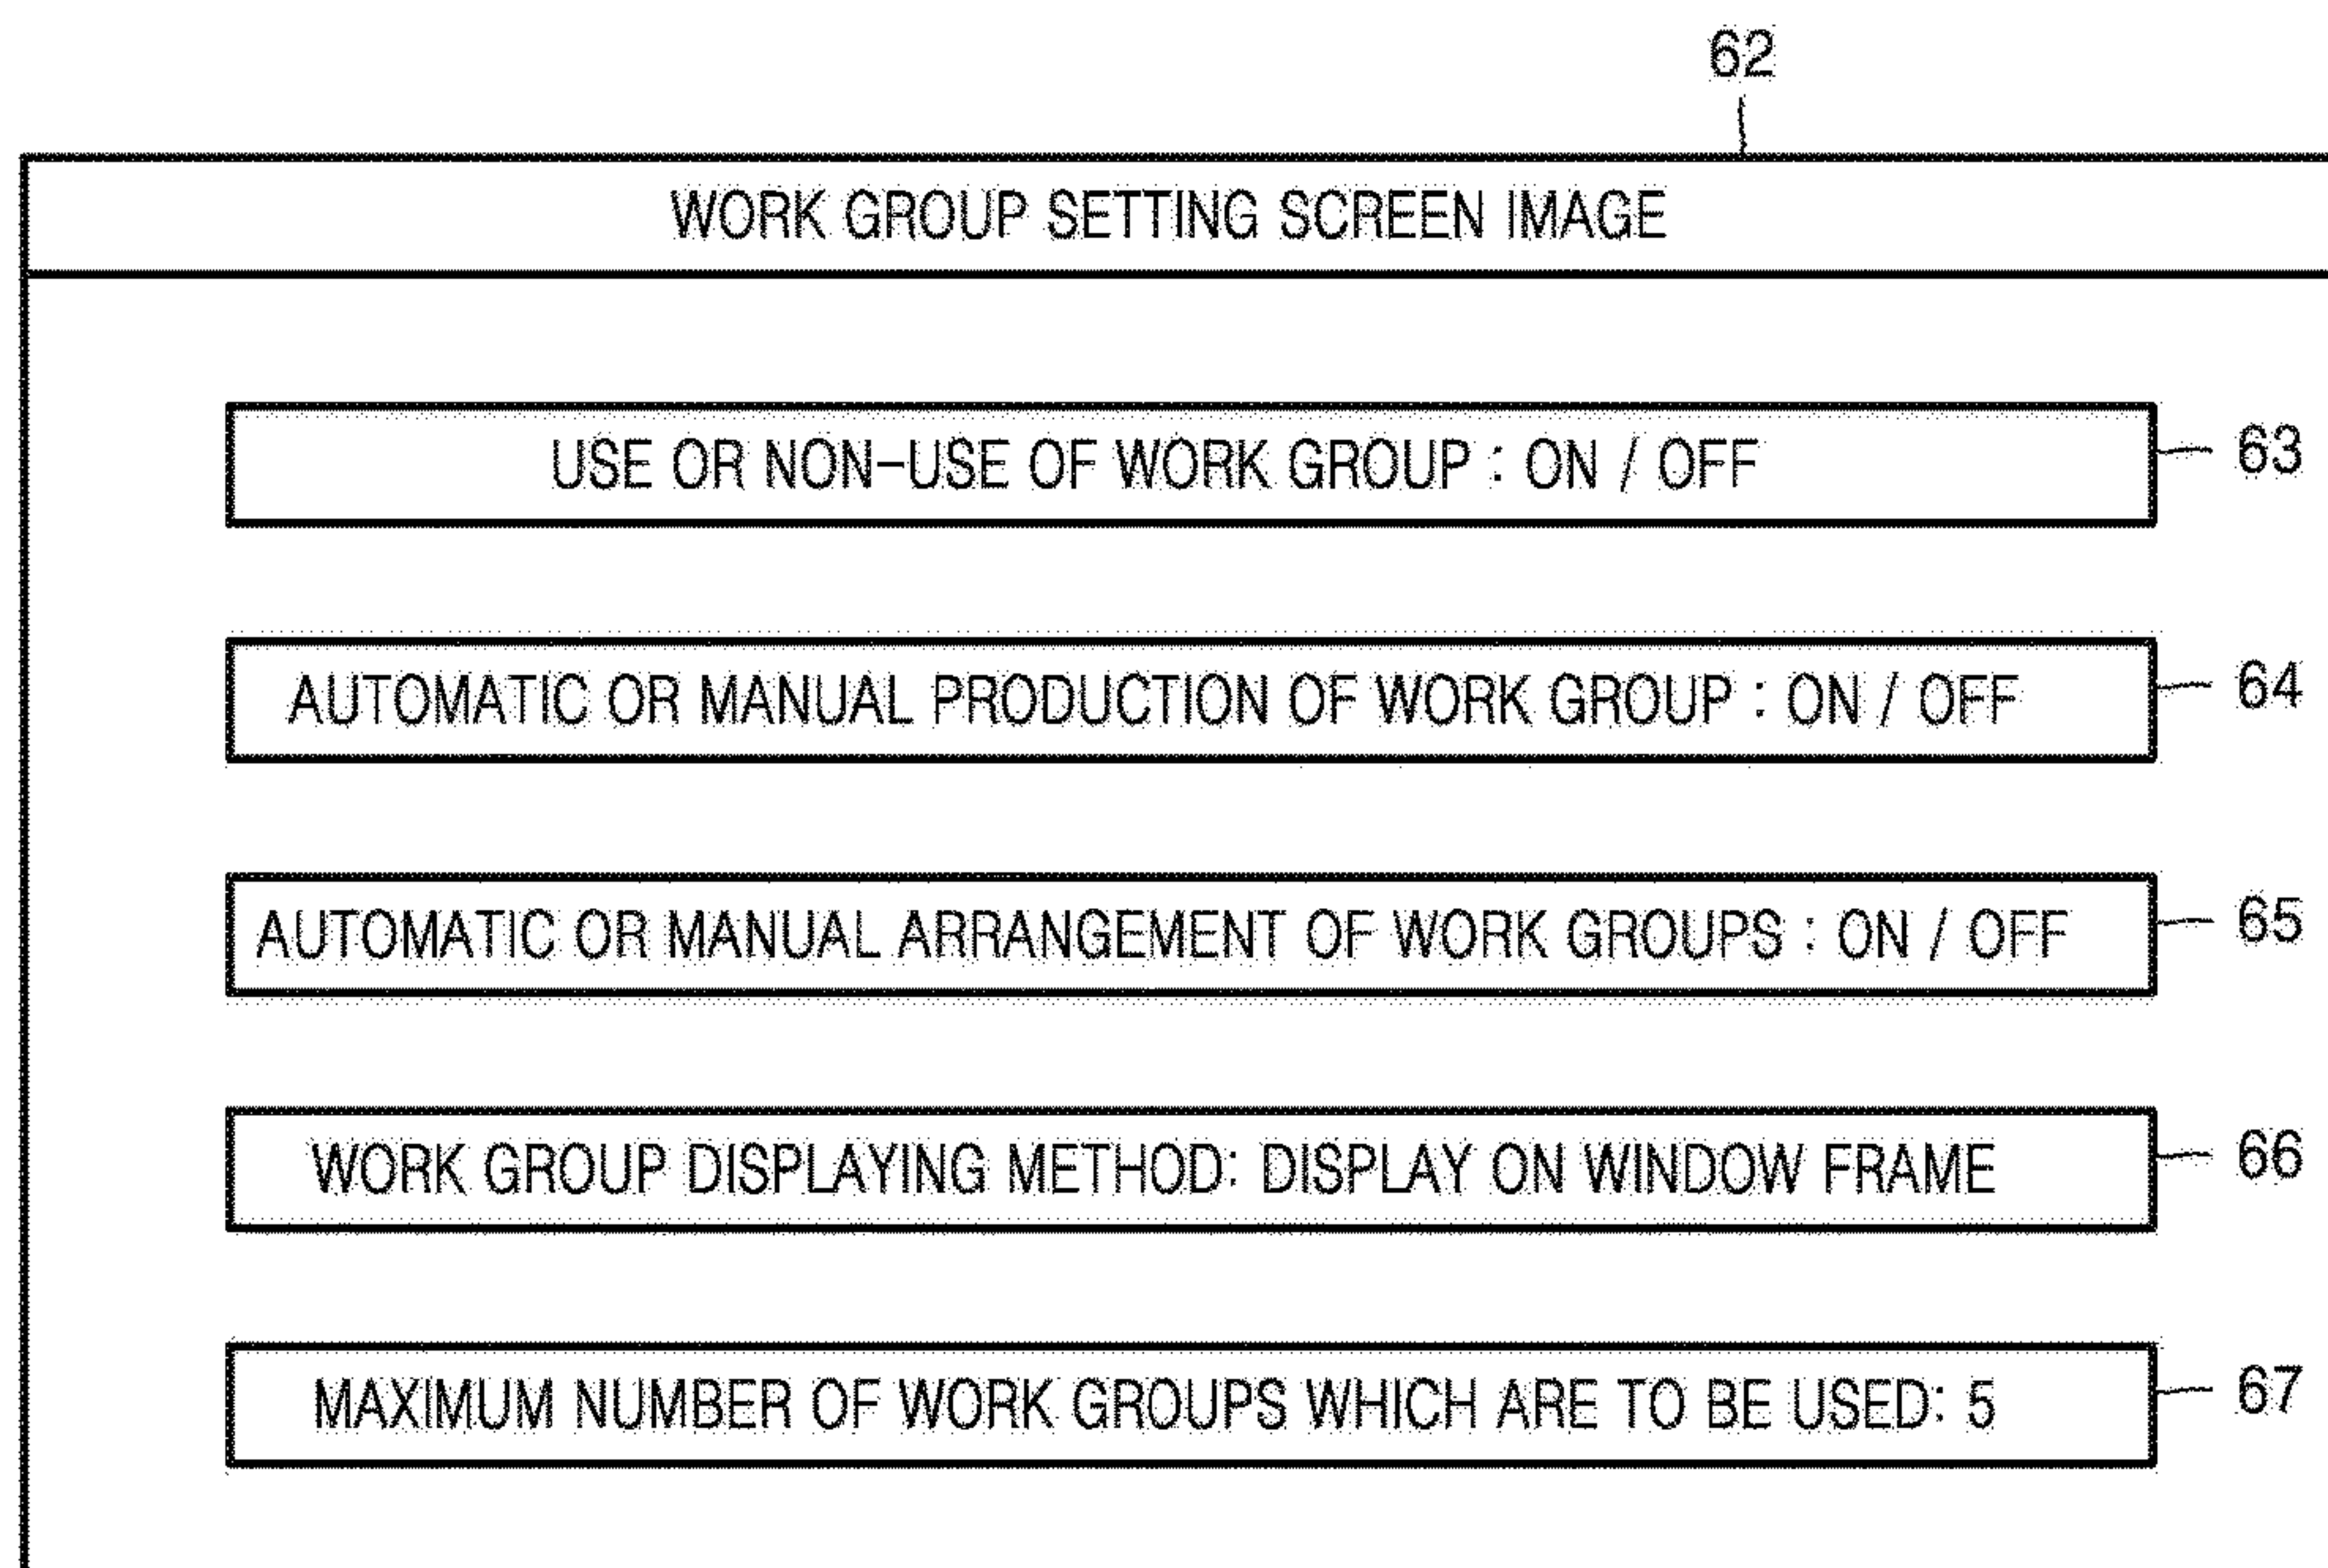 62
WORK GROUP SETTING SCREEN IMAGE
USE OR NON-USE OF WORK GROUP : ON / OFF
63
AUTOMATIC OR MANUAL PRODUCTION OF WORK GROUP : ON / OFF
64
AUTOMATIC OR MANUAL ARRANGEMENT OF WORK GROUPS : ON / OFF
65
WORK GROUP DISPLAYING METHOD: DISPLAY ON WINDOW FRAME
66
MAXIMUM NUMBER OF WORK GROUPS WHICH ARE TO BE USED: 5
67